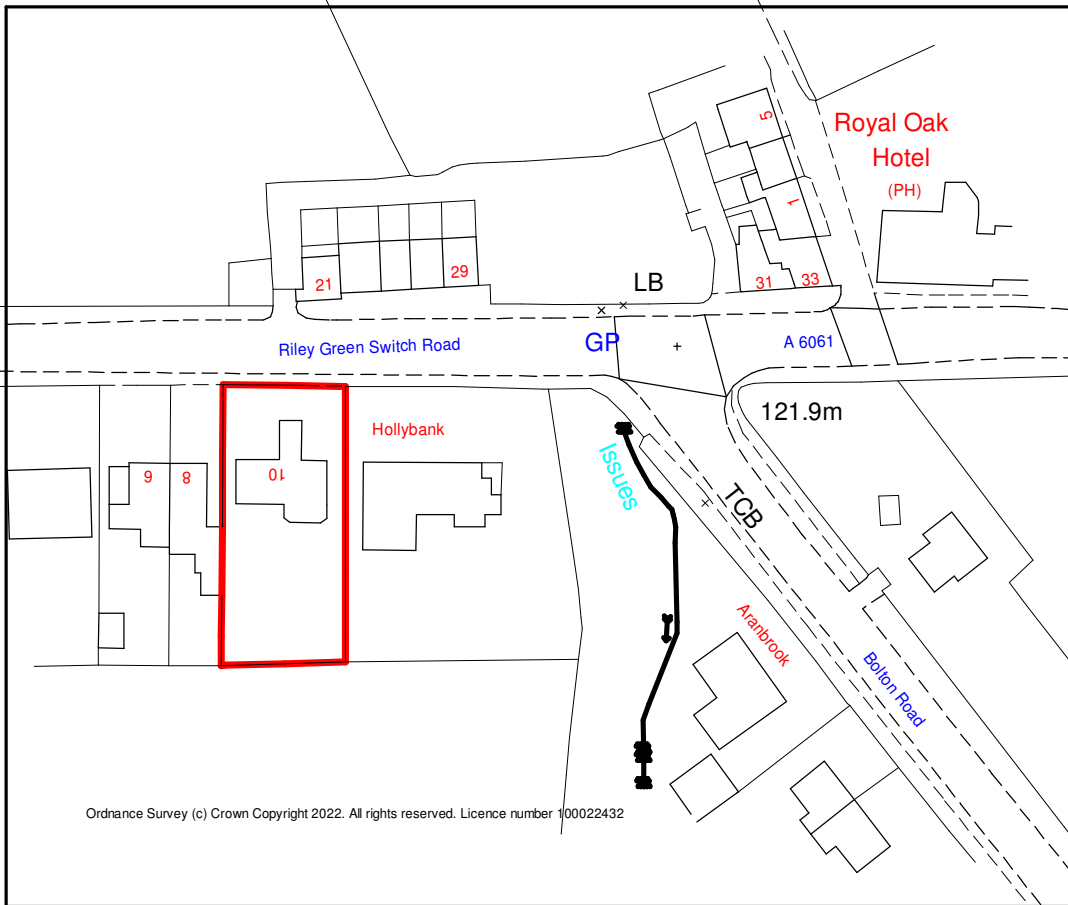 5
Royal Oak
Hotel
(PH)
1
21
29
LB
31
33
Riley Green Switch Road
GP
A 6061
121.9m
Hollybank
6
8
10
Issues
TCB
Aranbrook
Bolton Road
Ordnance Survey (c) Crown Copyright 2022. All rights reserved. Licence number 100022432